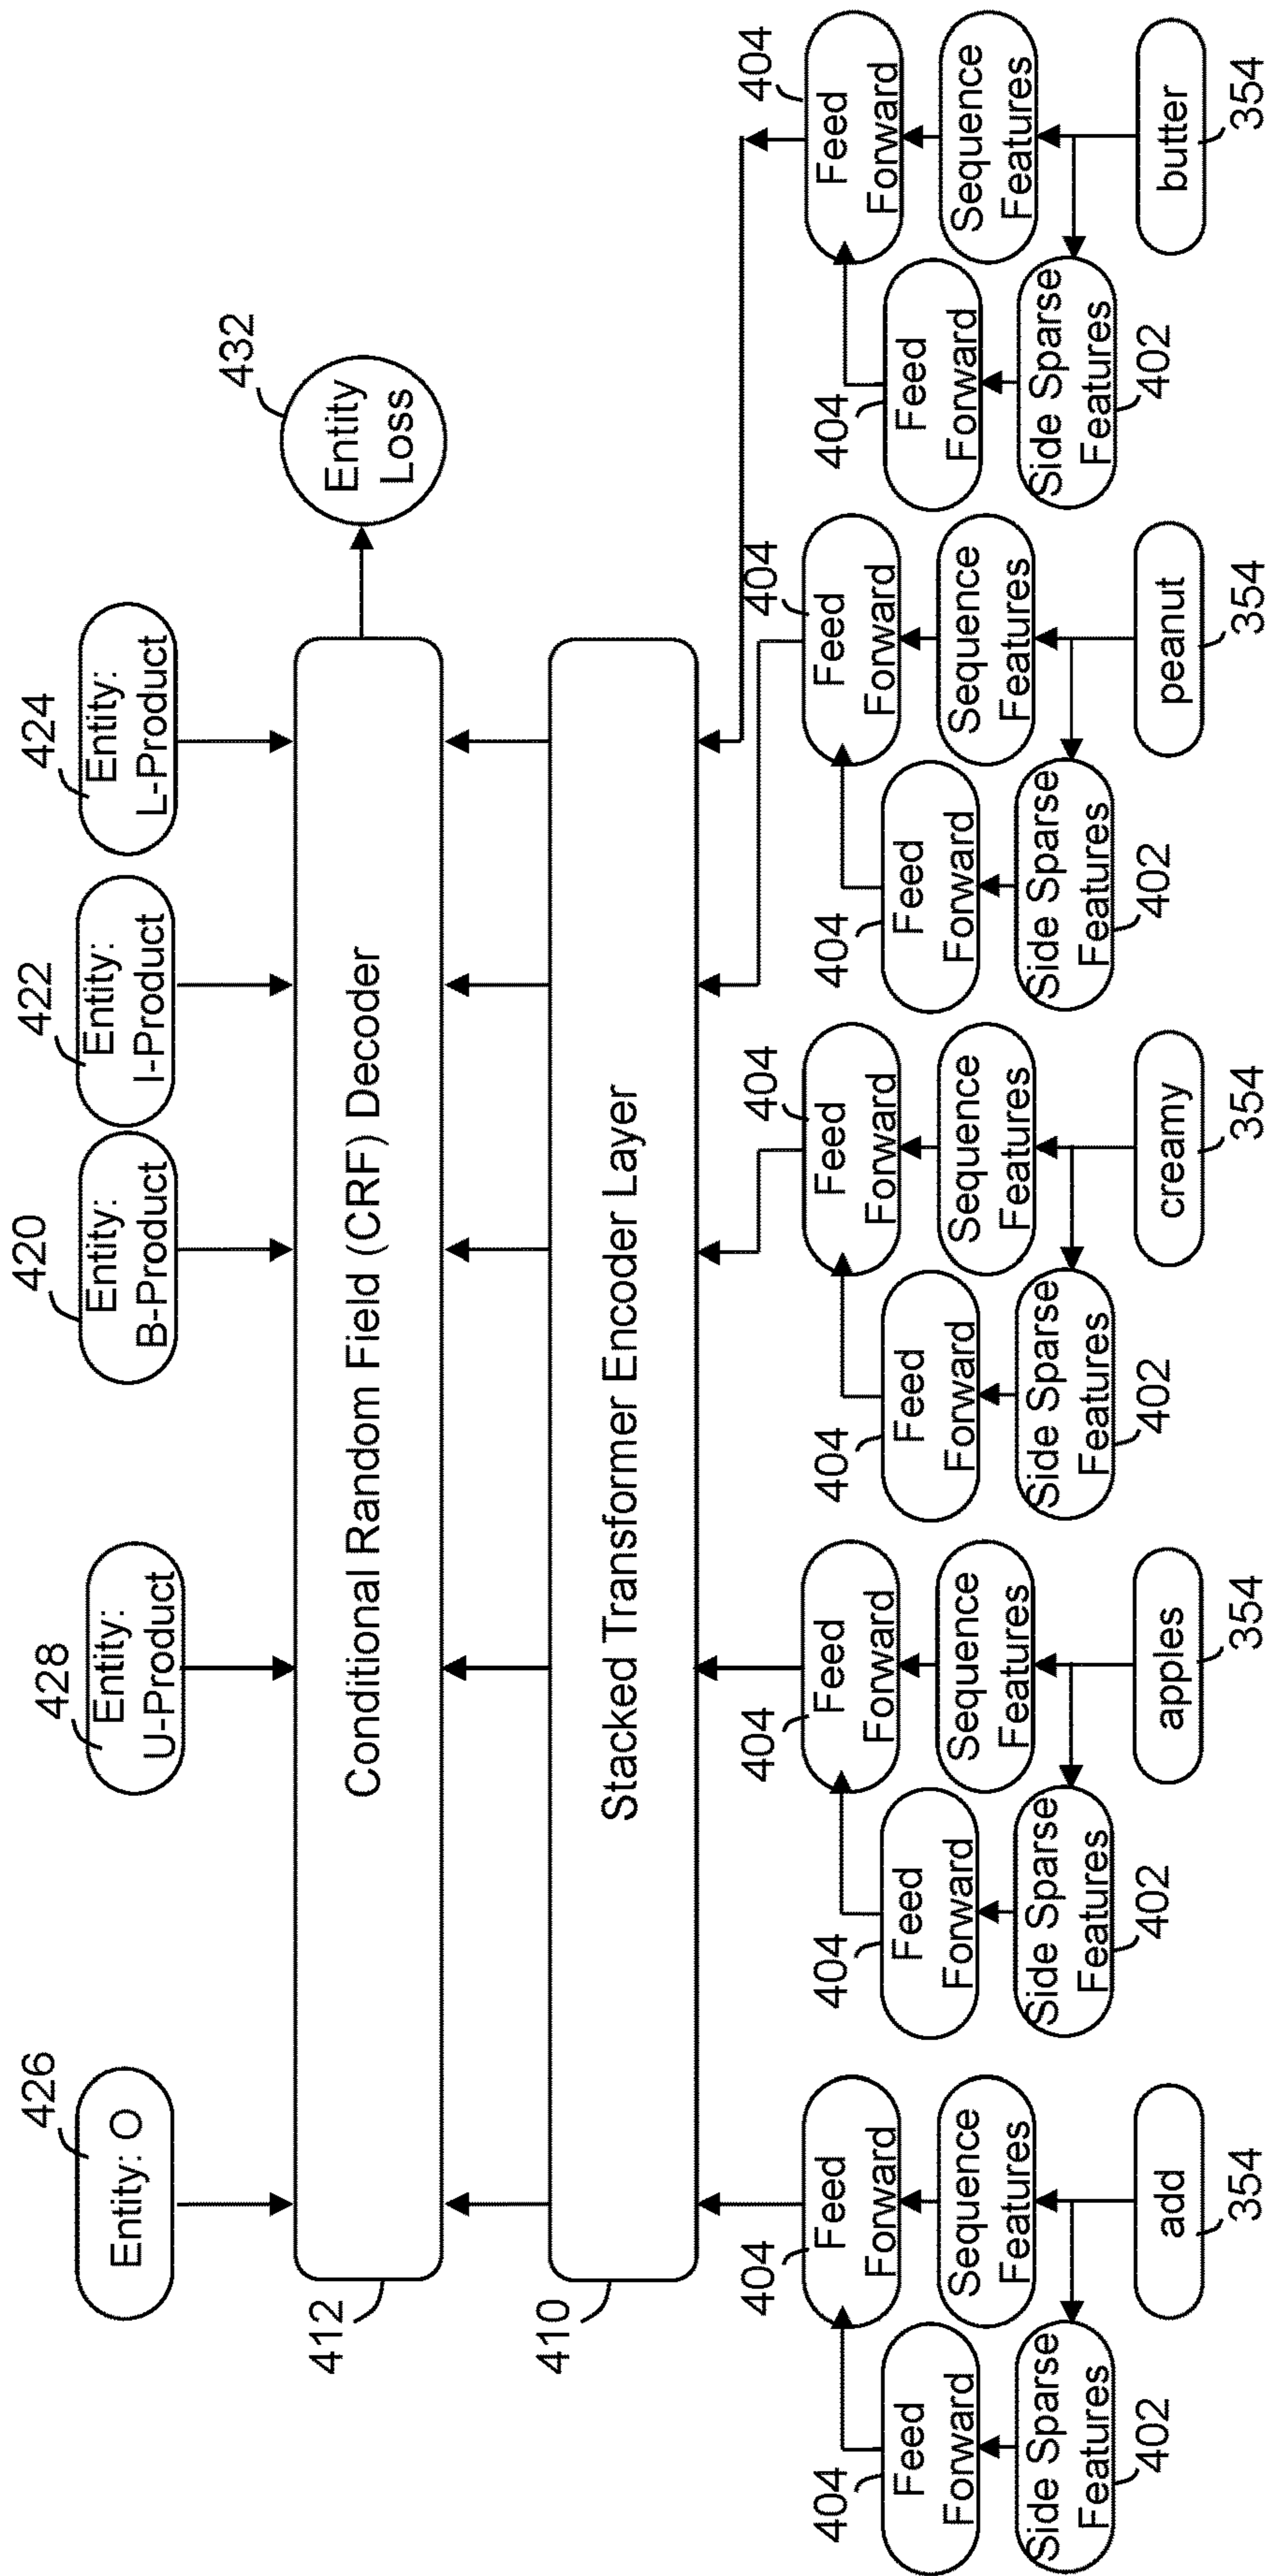 426
Entity: O
428
Entity:
U-Product
420
Entity:
B-Product
422
Entity:
I-Product
424
Entity:
L-Product
412
Conditional Random Field (CRF) Decoder
432
Entity
Loss
410
Stacked Transformer Encoder Layer
404
Feed
Forward
404
Feed
Forward
Sequence
Features
Side Sparse
Features
402
add
354
404
Feed
Forward
404
Feed
Forward
Sequence
Features
Side Sparse
Features
402
apples
354
404
Feed
Forward
404
Feed
Forward
Sequence
Features
Side Sparse
Features
402
creamy
354
404
Feed
Forward
404
Feed
Forward
Sequence
Features
Side Sparse
Features
402
peanut
354
404
Feed
Forward
404
Feed
Forward
Sequence
Features
Side Sparse
Features
402
butter
354